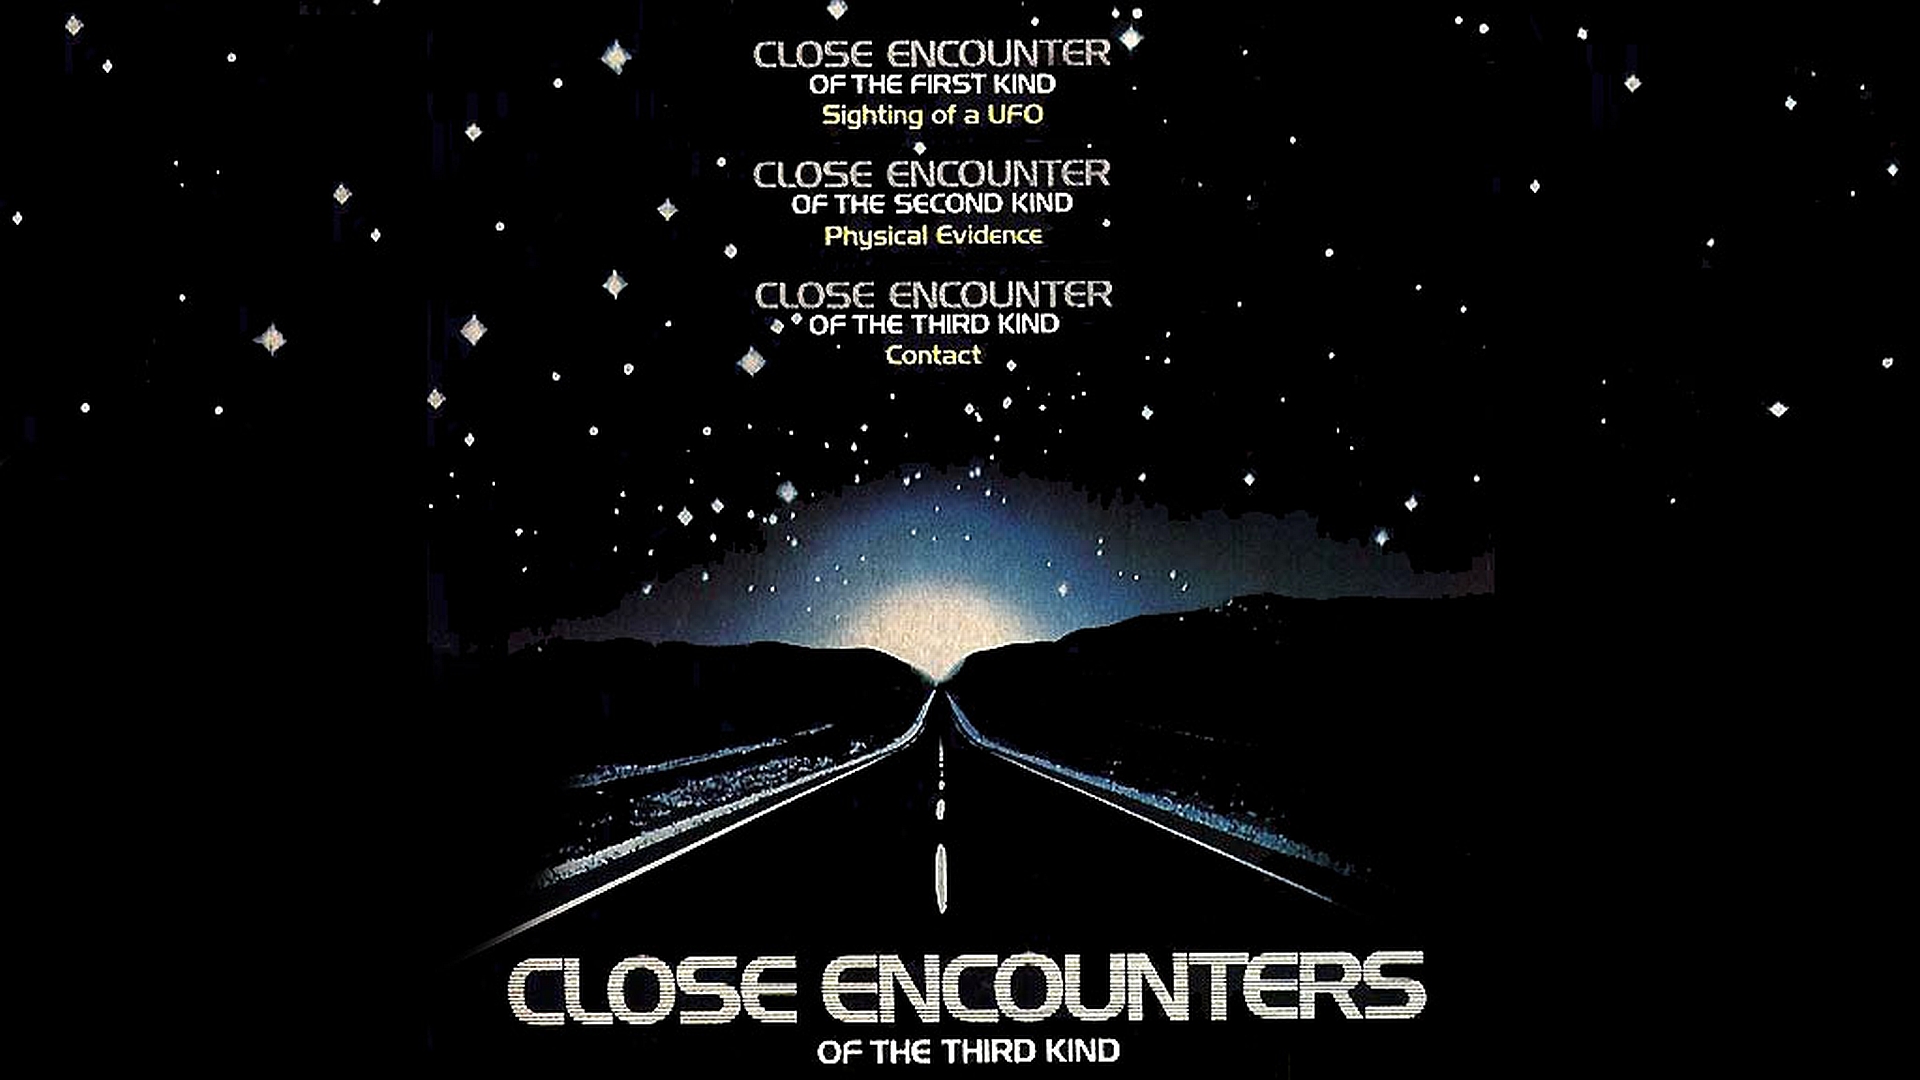 CLOSE ENCOUNTER
OF THE FIRST KIND
Sighting of a UFO
CLOSE ENCOUNTER
OF THE SECOND KIND
Physical Evidence
CLOSE ENCOUNTER
OF THE THIRD KIND
Contact
CLOSE ENCOUNTERS
OF THE THIRD KIND